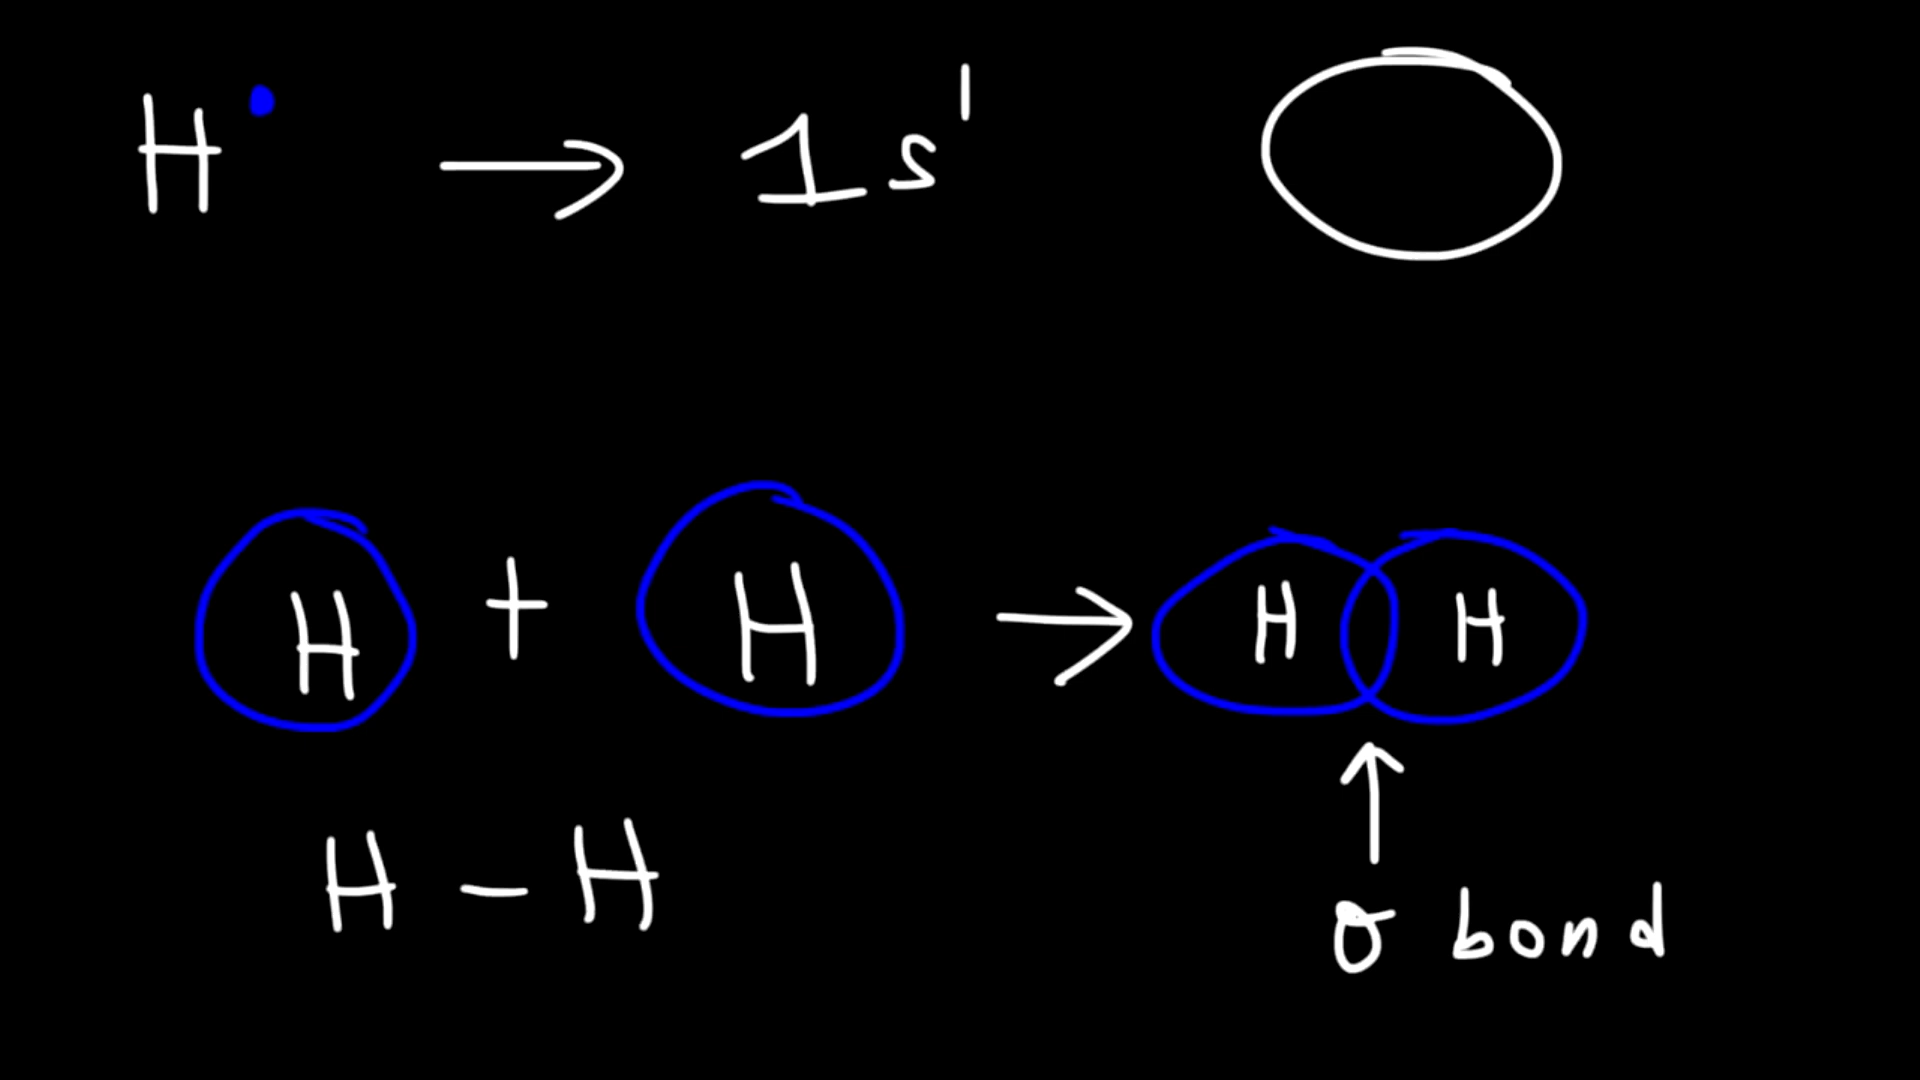 H• → 1s¹
H + H → H H
H – H
σ bond